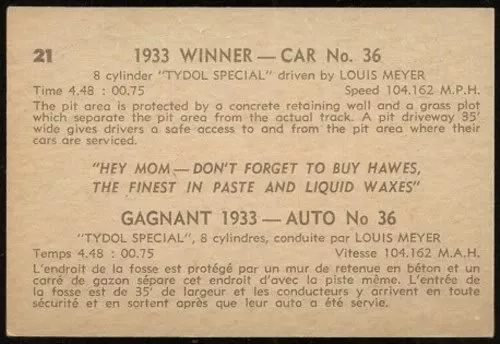 21 1933 WINNER — CAR No. 36
8 cylinder "TYDOL SPECIAL" driven by LOUIS MEYER
Time 4.48 : 00.75 Speed 104.162 M.P.H.
The pit area is protected by a concrete retaining wall and a grass plot
which separate the pit area from the actual track. A pit driveway 35'
wide gives drivers a safe access to and from the pit area where their
cars are serviced.
"HEY MOM — DON'T FORGET TO BUY HAWES,
THE FINEST IN PASTE AND LIQUID WAXES"
GAGNANT 1933 — AUTO No 36
"TYDOL SPECIAL", 8 cylindres, conduite par LOUIS MEYER
Temps 4.48 : 00.75 Vitesse 104.162 M.A.H.
L'endroit de la fosse est protégé par un mur de retenue en béton et un
carré de gazon sépare cet endroit d'avec la piste même. L'entrée de
la fosse est de 35' de largeur et les conducteurs y arrivent en toute
sécurité et en sortent après que leur auto a été servie.